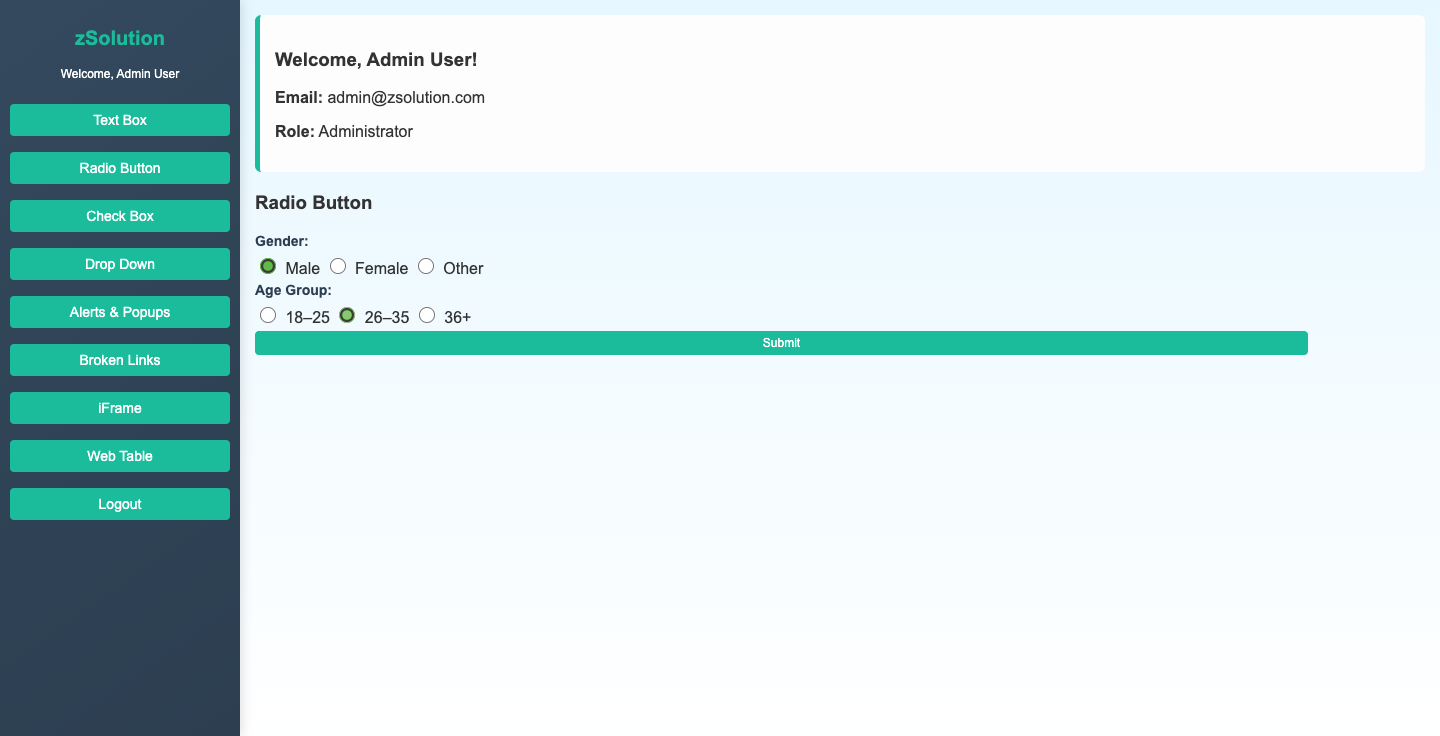 zSolution
Welcome, Admin User
Text Box
Radio Button
Check Box
Drop Down
Alerts & Popups
Broken Links
iFrame
Web Table
Logout
Welcome, Admin User!
Email: admin@zsolution.com
Role: Administrator
Radio Button
Gender:
Male Female Other
Age Group:
18–25 26–35 36+
Submit